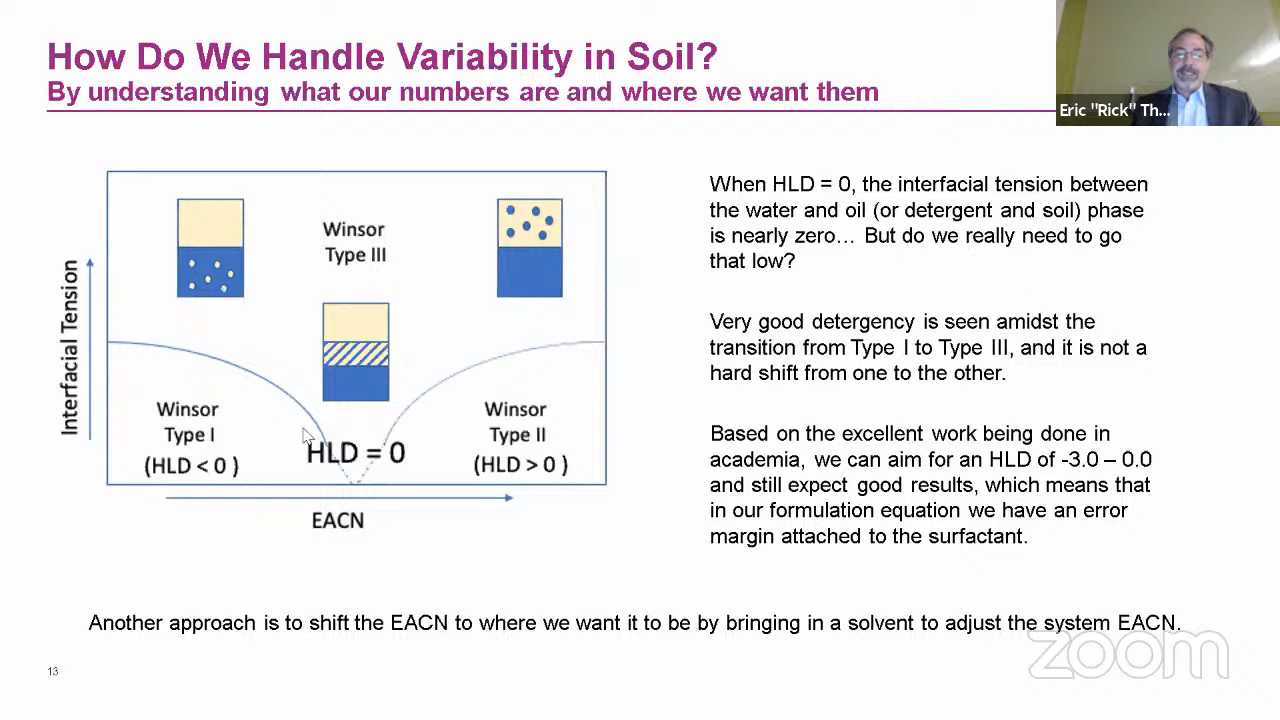 How Do We Handle Variability in Soil?
By understanding what our numbers are and where we want them
Eric "Rick" Th...
Interfacial Tension
Winsor
Type III
Winsor
Type I
(HLD < 0 )
HLD = 0
Winsor
Type II
(HLD > 0 )
EACN
When HLD = 0, the interfacial tension between
the water and oil (or detergent and soil) phase
is nearly zero… But do we really need to go
that low?
Very good detergency is seen amidst the
transition from Type I to Type III, and it is not a
hard shift from one to the other.
Based on the excellent work being done in
academia, we can aim for an HLD of -3.0 – 0.0
and still expect good results, which means that
in our formulation equation we have an error
margin attached to the surfactant.
Another approach is to shift the EACN to where we want it to be by bringing in a solvent to adjust the system EACN.
13
zoom